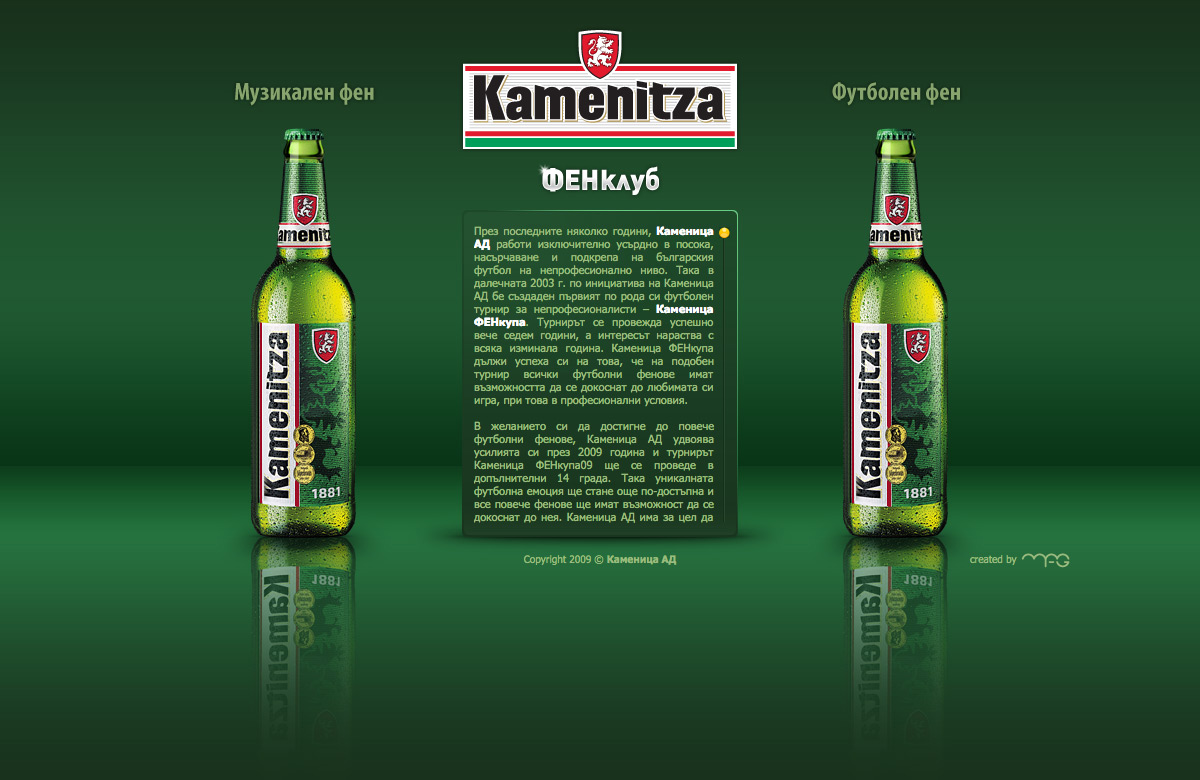 Kamenitza
Музикален фен
Футболен фен
ФЕНклуб
Kamenitza
Kamenitza
1881
Kamenitza
Kamenitza
1881
През последните няколко години, Каменица
АД работи изключително усърдно в посока,
насърчаване и подкрепа на българския
футбол на непрофесионално ниво. Така в
далечната 2003 г. по инициатива на Каменица
АД бе създаден първият по рода си футболен
турнир за непрофесионалисти – Каменица
ФЕНкупа. Турнирът се провежда успешно
вече седем години, а интересът нараства с
всяка изминала година. Каменица ФЕНкупа
дължи успеха си на това, че на подобен
турнир всички футболни фенове имат
възможността да се докоснат до любимата си
игра, при това в професионални условия.
В желанието си да достигне до повече
футболни фенове, Каменица АД удвоява
усилията си през 2009 година и турнирът
Каменица ФЕНкупа09 ще се проведе в
допълнителни 14 града. Така уникалната
футболна емоция ще стане още по-достъпна и
все повече фенове ще имат възможност да се
докоснат до нея. Каменица АД има за цел да
Copyright 2009 © Каменица АД
created by MFG